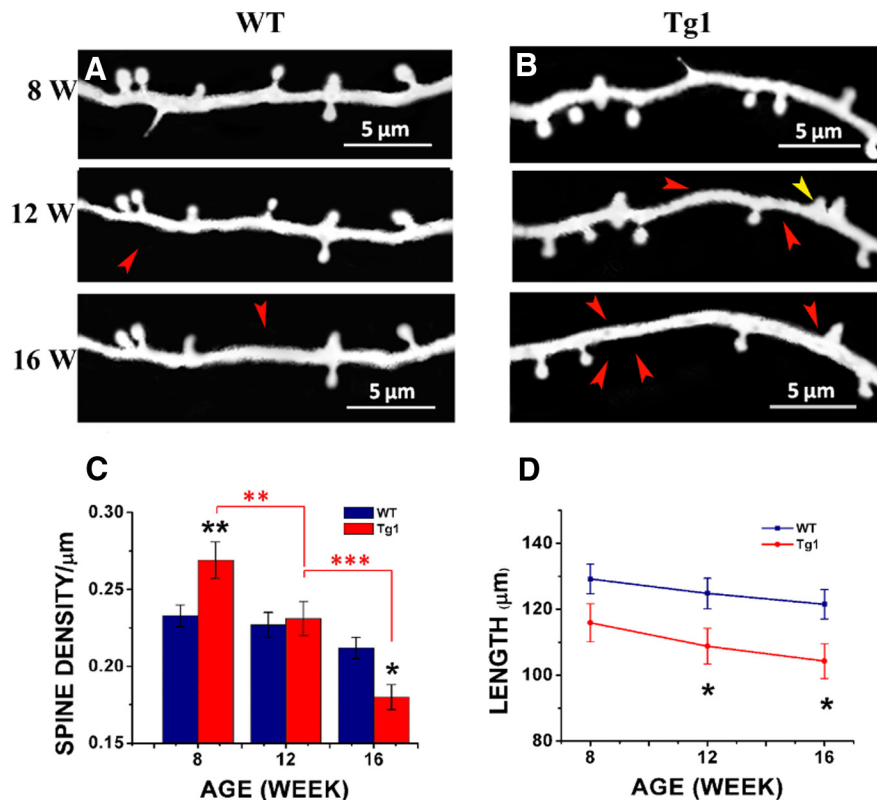 WT
Tg1
8 W
A
5 µm
B
5 µm
12 W
16 W
5 µm
5 µm
C
SPINE DENSITY/µm
0.30
0.25
0.20
0.15
**
**
***
*
WT
Tg1
8
12
16
AGE (WEEK)
D
LENGTH (µm)
140
120
100
80
WT
Tg1
*
*
8
12
16
AGE (WEEK)